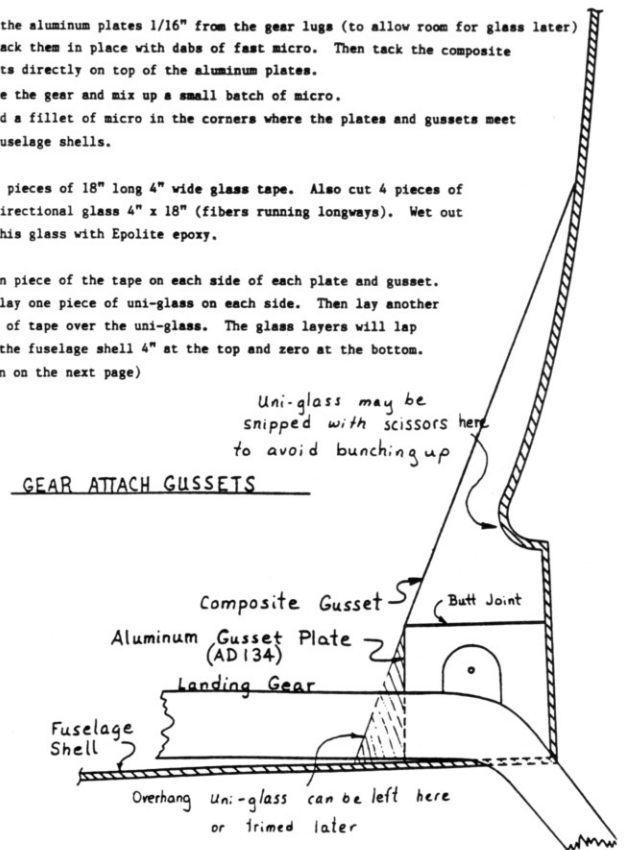 the aluminum plates 1/16" from the gear lugs (to allow room for glass later)
ack them in place with dabs of fast micro. Then tack the composite
ts directly on top of the aluminum plates.
e the gear and mix up a small batch of micro.
d a fillet of micro in the corners where the plates and gussets meet
uselage shells.
pieces of 18" long 4" wide glass tape. Also cut 4 pieces of
irectional glass 4" x 18" (fibers running longways). Wet out
his glass with Epolite epoxy.
n piece of the tape on each side of each plate and gusset.
lay one piece of uni-glass on each side. Then lay another
of tape over the uni-glass. The glass layers will lap
the fuselage shell 4" at the top and zero at the bottom.
n on the next page)
Uni-glass may be
snipped with scissors here
to avoid bunching up
GEAR ATTACH GUSSETS
Composite Gusset
Butt Joint
Aluminum Gusset Plate
(AD134)
Landing Gear
Fuselage
Shell
Overhang uni-glass can be left here
or trimed later